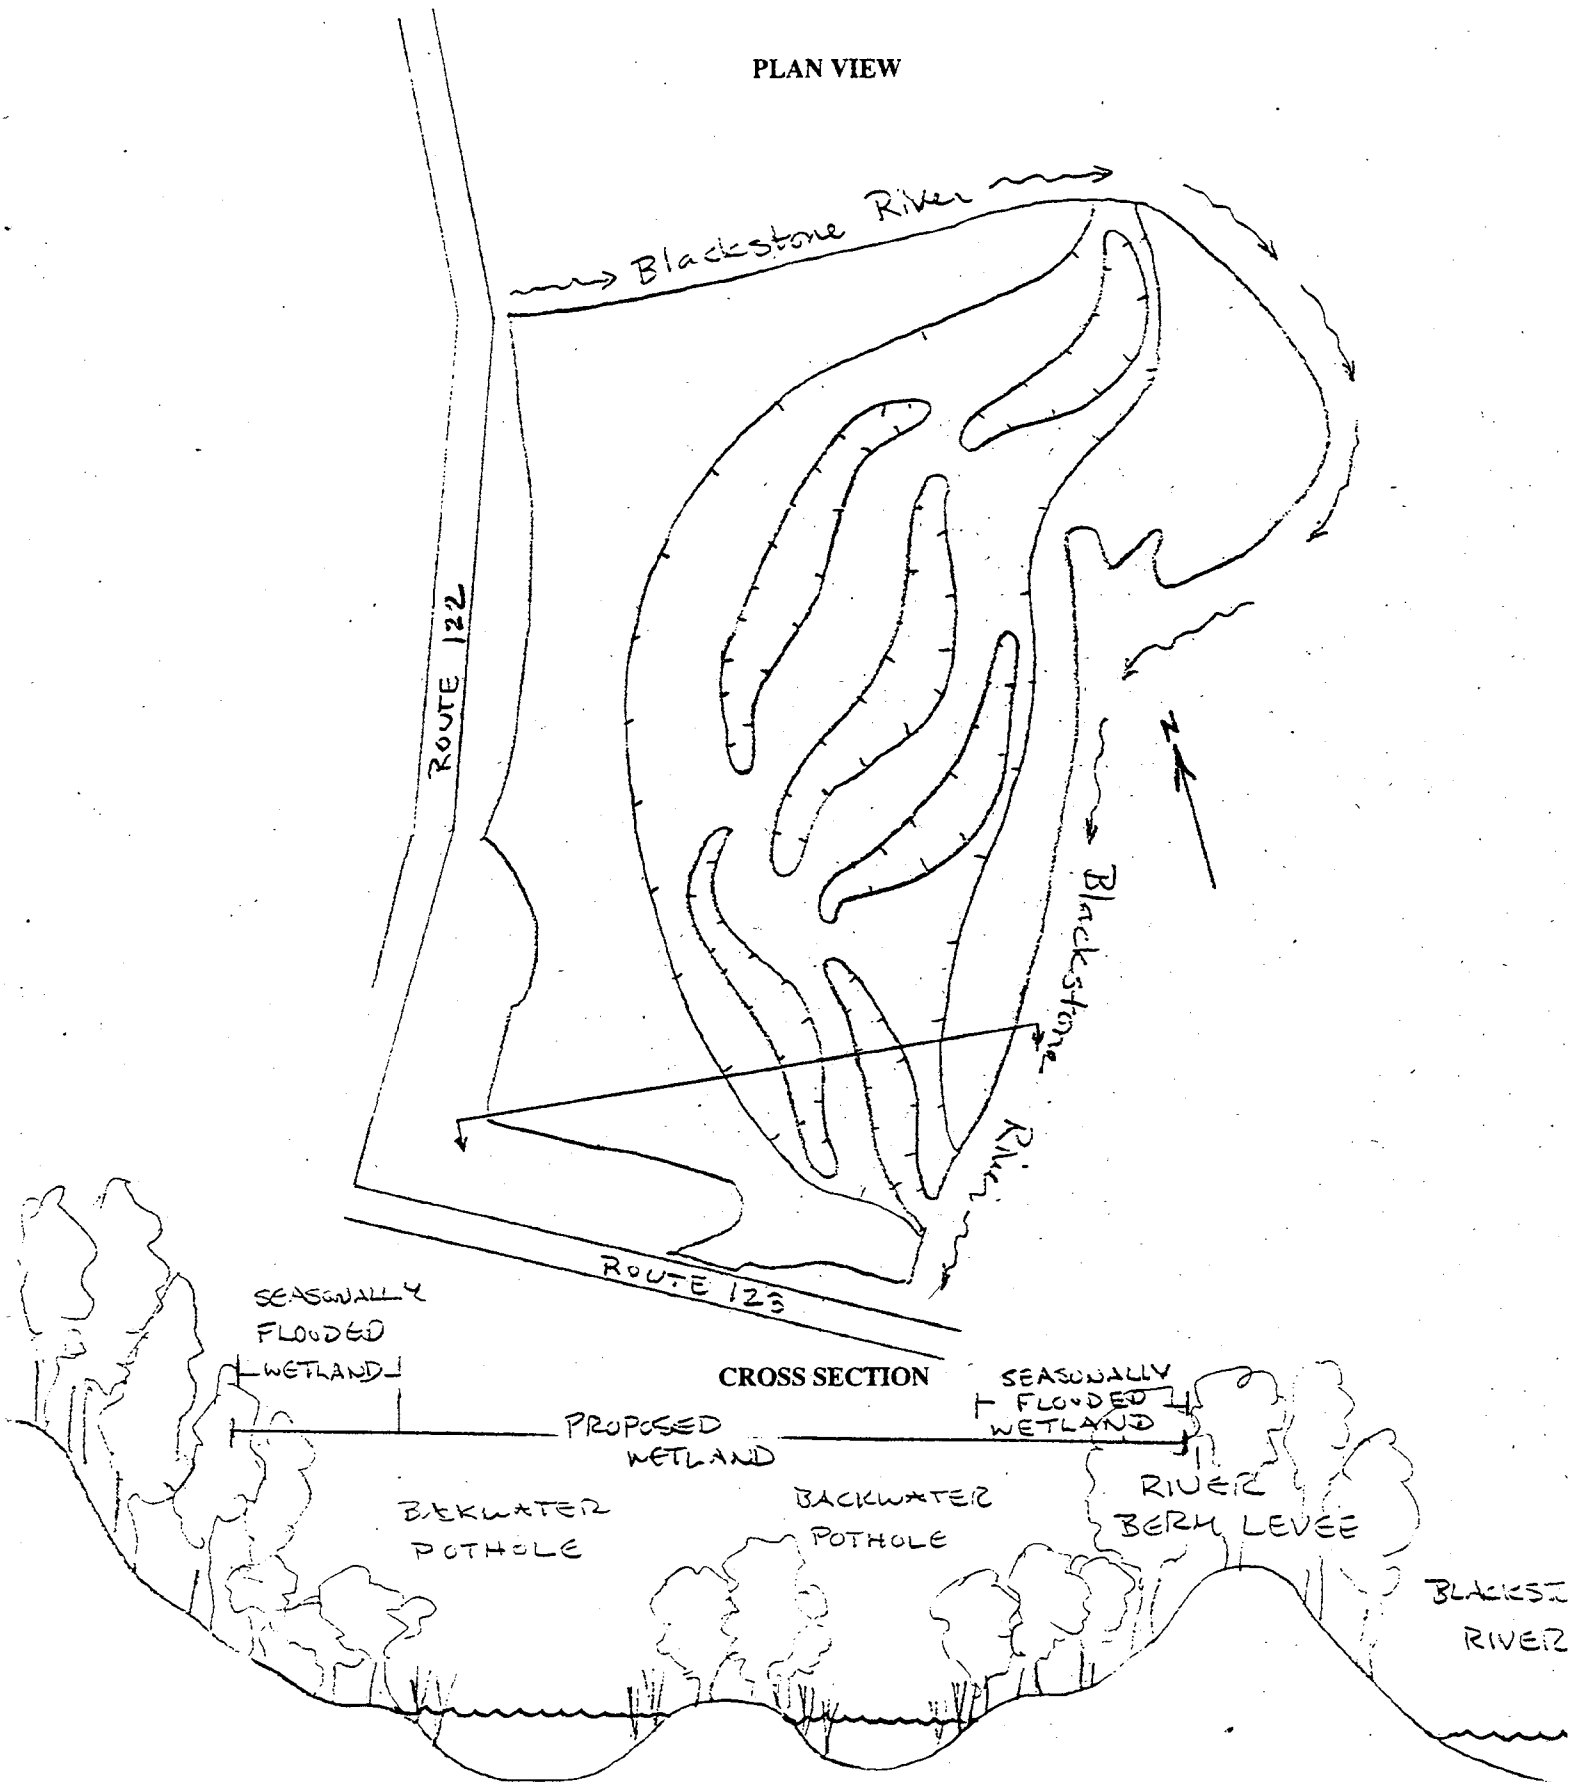 PLAN VIEW
Blackstone River
ROUTE 122
N
Blackstone River
ROUTE 123
SEASONALLY
FLOODED
WETLAND
CROSS SECTION
SEASONALLY
FLOODED
WETLAND
PROPOSED
WETLAND
BACKWATER
POTHOLE
BACKWATER
POTHOLE
RIVER
BERM LEVEE
BLACKST
RIVER